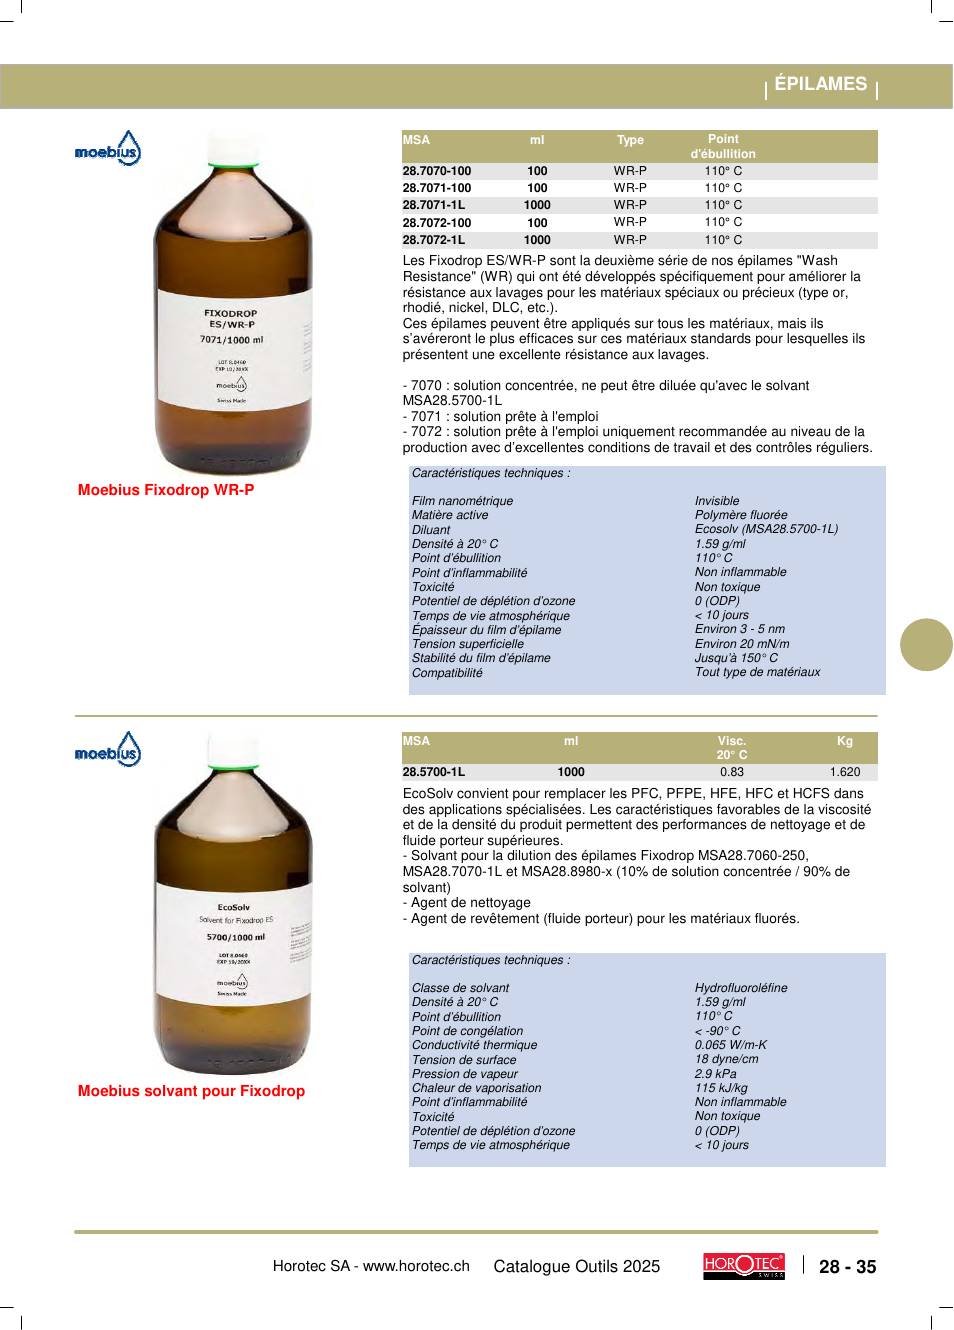 ÉPILAMES
moebius
FIXODROP
ES/WR-P
7071/1000 ml
LOT 8.0460
EXP 10/20XX
moebius
Swiss Made
Moebius Fixodrop WR-P
MSA ml Type Point d'ébullition
28.7070-100 100 WR-P 110° C
28.7071-100 100 WR-P 110° C
28.7071-1L 1000 WR-P 110° C
28.7072-100 100 WR-P 110° C
28.7072-1L 1000 WR-P 110° C
Les Fixodrop ES/WR-P sont la deuxième série de nos épilames "Wash
Resistance" (WR) qui ont été développés spécifiquement pour améliorer la
résistance aux lavages pour les matériaux spéciaux ou précieux (type or,
rhodié, nickel, DLC, etc.).
Ces épilames peuvent être appliqués sur tous les matériaux, mais ils
s'avéreront le plus efficaces sur ces matériaux standards pour lesquelles ils
présentent une excellente résistance aux lavages.
- 7070 : solution concentrée, ne peut être diluée qu'avec le solvant
MSA28.5700-1L
- 7071 : solution prête à l'emploi
- 7072 : solution prête à l'emploi uniquement recommandée au niveau de la
production avec d'excellentes conditions de travail et des contrôles réguliers.
Caractéristiques techniques :
Film nanométrique Invisible
Matière active Polymère fluorée
Diluant Ecosolv (MSA28.5700-1L)
Densité à 20° C 1.59 g/ml
Point d'ébullition 110° C
Point d'inflammabilité Non inflammable
Toxicité Non toxique
Potentiel de déplétion d'ozone 0 (ODP)
Temps de vie atmosphérique < 10 jours
Épaisseur du film d'épilame Environ 3 - 5 nm
Tension superficielle Environ 20 mN/m
Stabilité du film d'épilame Jusqu'à 150° C
Compatibilité Tout type de matériaux
moebius
EcoSolv
Solvent for Fixodrop ES
5700/1000 ml
LOT 8.0460
EXP 10/20XX
moebius
Swiss Made
Moebius solvant pour Fixodrop
MSA ml Visc. 20° C Kg
28.5700-1L 1000 0.83 1.620
EcoSolv convient pour remplacer les PFC, PFPE, HFE, HFC et HCFS dans
des applications spécialisées. Les caractéristiques favorables de la viscosité
et de la densité du produit permettent des performances de nettoyage et de
fluide porteur supérieures.
- Solvant pour la dilution des épilames Fixodrop MSA28.7060-250,
MSA28.7070-1L et MSA28.8980-x (10% de solution concentrée / 90% de
solvant)
- Agent de nettoyage
- Agent de revêtement (fluide porteur) pour les matériaux fluorés.
Caractéristiques techniques :
Classe de solvant Hydrofluoroléfine
Densité à 20° C 1.59 g/ml
Point d'ébullition 110° C
Point de congélation < -90° C
Conductivité thermique 0.065 W/m-K
Tension de surface 18 dyne/cm
Pression de vapeur 2.9 kPa
Chaleur de vaporisation 115 kJ/kg
Point d'inflammabilité Non inflammable
Toxicité Non toxique
Potentiel de déplétion d'ozone 0 (ODP)
Temps de vie atmosphérique < 10 jours
Horotec SA - www.horotec.ch Catalogue Outils 2025 HOROTEC® SWISS 28 - 35